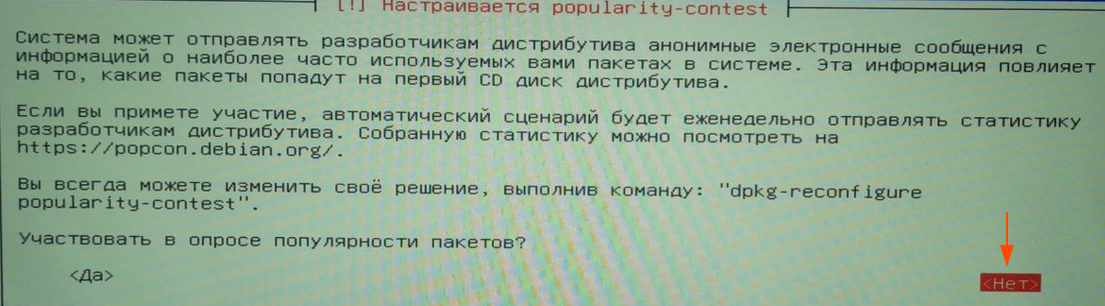 [!] Настраивается popularity-contest
Система может отправлять разработчикам дистрибутива анонимные электронные сообщения с
информацией о наиболее часто используемых вами пакетах в системе. Эта информация повлияет
на то, какие пакеты попадут на первый CD диск дистрибутива.
Если вы примете участие, автоматический сценарий будет еженедельно отправлять статистику
разработчикам дистрибутива. Собранную статистику можно посмотреть на
https://popcon.debian.org/.
Вы всегда можете изменить своё решение, выполнив команду: "dpkg-reconfigure
popularity-contest".
Участвовать в опросе популярности пакетов?
<Да> <Нет>